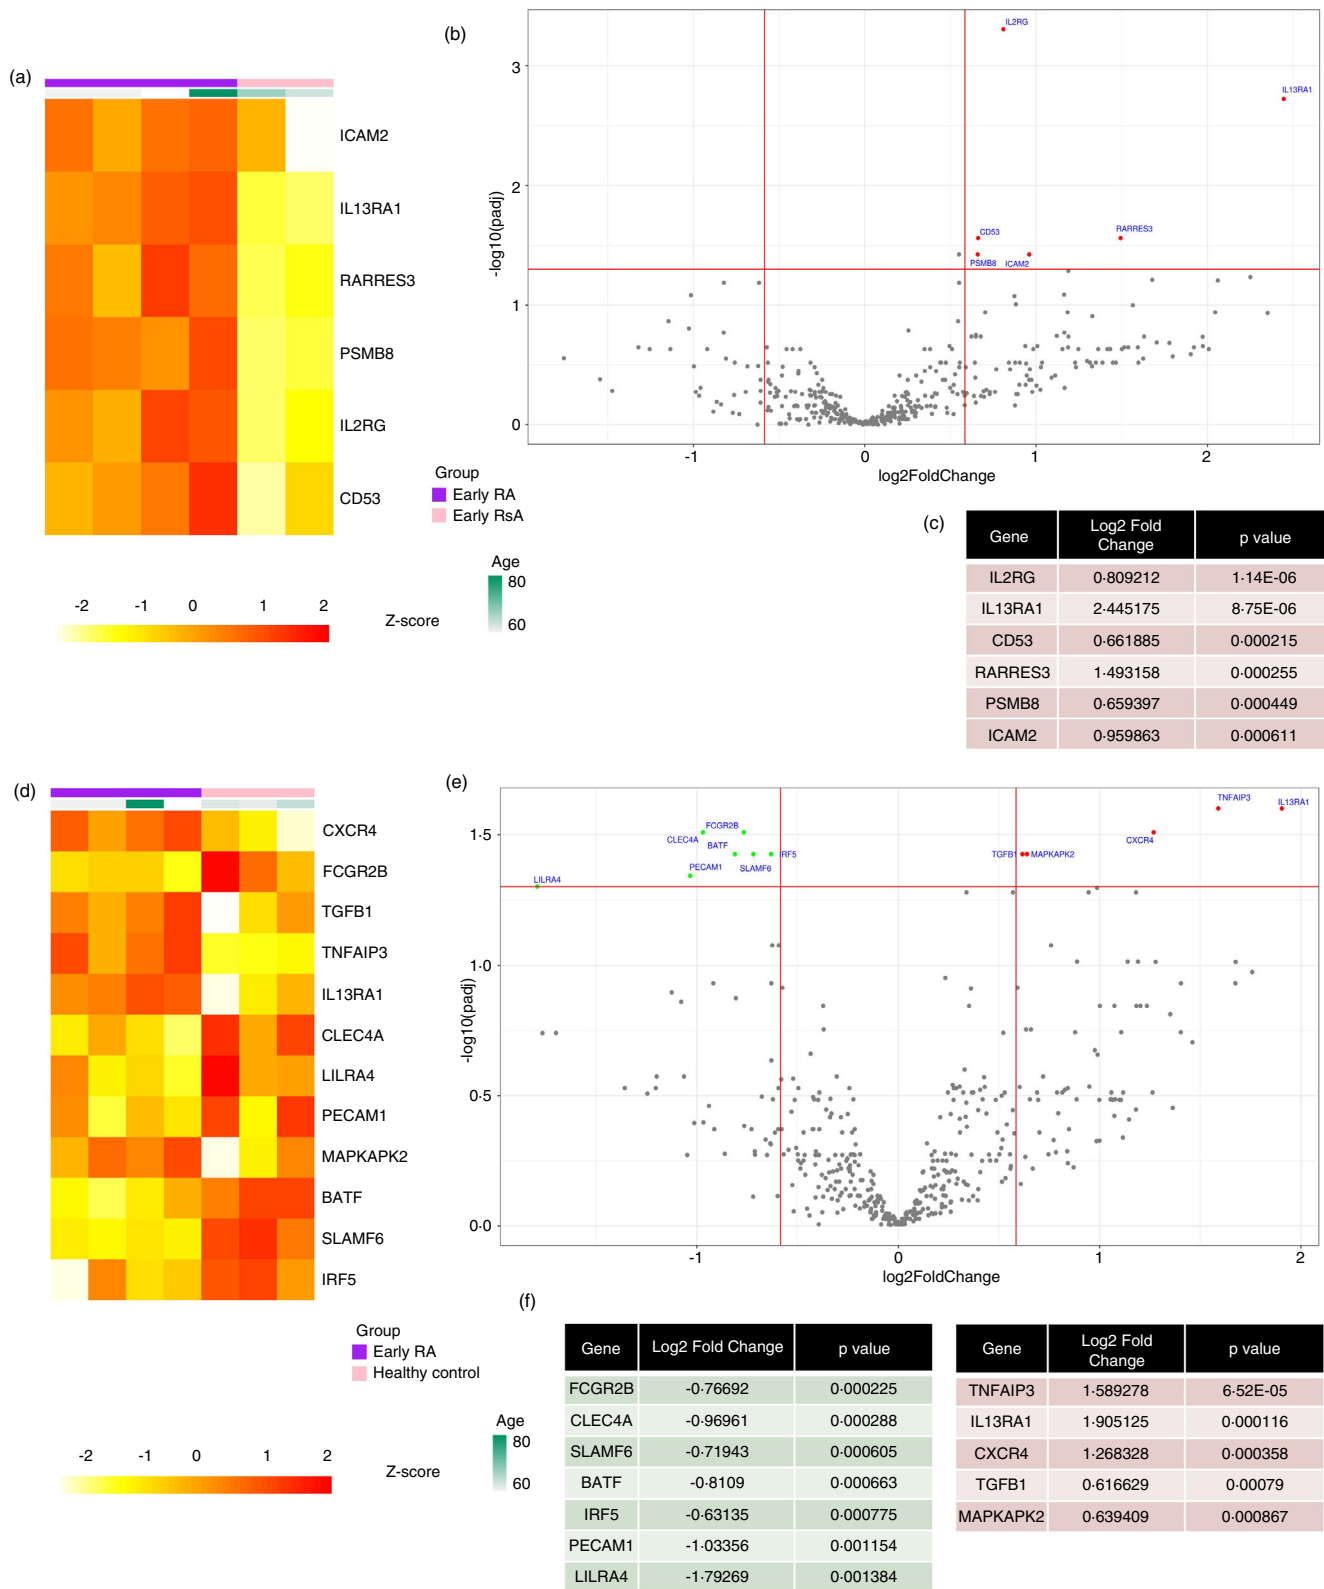 (a)
ICAM2
IL13RA1
RARRES3
PSMB8
IL2RG
CD53
Group
Early RA
Early RsA
Age
80
60
-2 -1 0 1 2
Z-score
(b)
IL2RG
IL13RA1
CD53
RARRES3
PSMB8
ICAM2
3
2
1
0
-log10(padj)
-1 0 1 2
log2FoldChange
(c)
Gene Log2 Fold Change p value
IL2RG 0·809212 1·14E-06
IL13RA1 2·445175 8·75E-06
CD53 0·661885 0·000215
RARRES3 1·493158 0·000255
PSMB8 0·659397 0·000449
ICAM2 0·959863 0·000611
(d)
CXCR4
FCGR2B
TGFB1
TNFAIP3
IL13RA1
CLEC4A
LILRA4
PECAM1
MAPKAPK2
BATF
SLAMF6
IRF5
Group
Early RA
Healthy control
Age
80
60
-2 -1 0 1 2
Z-score
(e)
TNFAIP3
IL13RA1
FCGR2B
CLEC4A
CXCR4
BATF
IRF5
TGFB1
MAPKAPK2
PECAM1
SLAMF6
LILRA4
1·5
1·0
0·5
0·0
-log10(padj)
-1 0 1 2
log2FoldChange
(f)
Gene Log2 Fold Change p value
FCGR2B -0·76692 0·000225
CLEC4A -0·96961 0·000288
SLAMF6 -0·71943 0·000605
BATF -0·8109 0·000663
IRF5 -0·63135 0·000775
PECAM1 -1·03356 0·001154
LILRA4 -1·79269 0·001384
Gene Log2 Fold Change p value
TNFAIP3 1·589278 6·52E-05
IL13RA1 1·905125 0·000116
CXCR4 1·268328 0·000358
TGFB1 0·616629 0·00079
MAPKAPK2 0·639409 0·000867